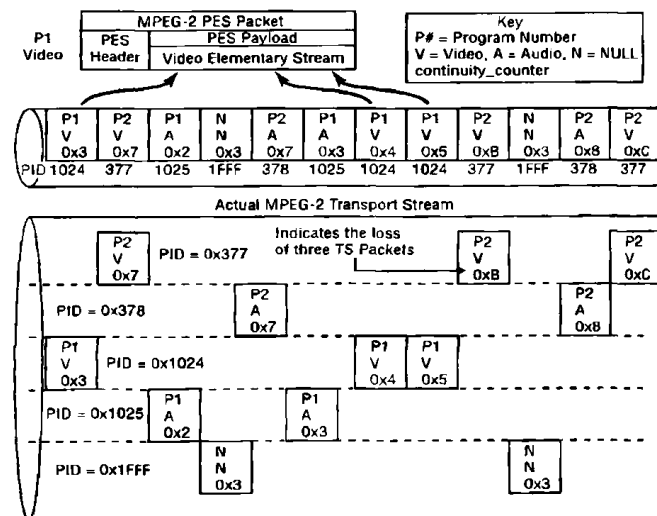 P1
Video
MPEG-2 PES Packet
PES
Header
PES Payload
Video Elementary Stream
Key
P# = Program Number
V = Video, A = Audio, N = NULL
continuity_counter
P1 P2 P1 N P2 P1 P1 P1 P2 N P2 P2
V V A N A A V V V N A V
0x3 0x7 0x2 0x3 0x7 0x3 0x4 0x5 0xB 0x3 0x8 0xC
PID 1024 377 1025 1FFF 378 1025 1024 1024 377 1FFF 378 377
Actual MPEG-2 Transport Stream
P2
V
0x7
PID = 0x377
Indicates the loss
of three TS Packets
P2
V
0xB
P2
V
0xC
PID = 0x378
P2
A
0x7
P2
A
0x8
P1
V
0x3
PID = 0x1024
P1
V
0x4
P1
V
0x5
PID = 0x1025
P1
A
0x2
P1
A
0x3
PID = 0x1FFF
N
N
0x3
N
N
0x3